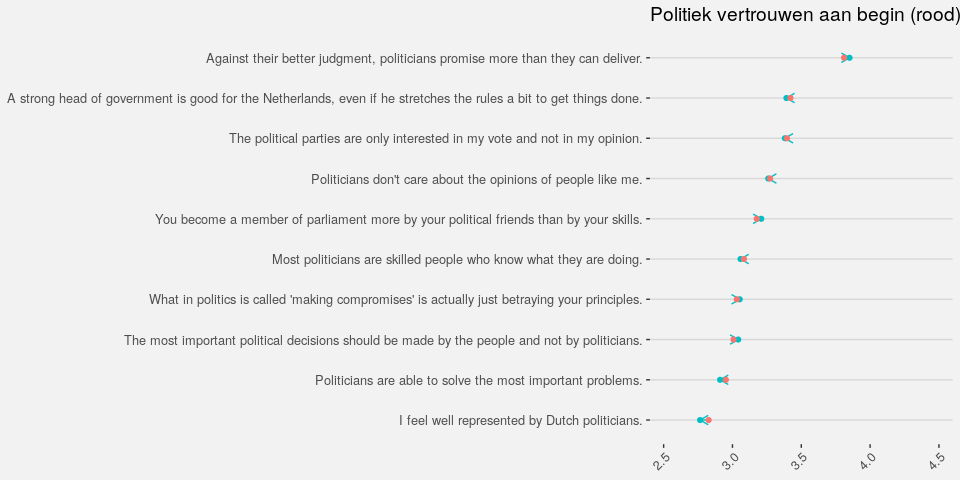 Politiek vertrouwen aan begin (rood)
Against their better judgment, politicians promise more than they can deliver.
A strong head of government is good for the Netherlands, even if he stretches the rules a bit to get things done.
The political parties are only interested in my vote and not in my opinion.
Politicians don't care about the opinions of people like me.
You become a member of parliament more by your political friends than by your skills.
Most politicians are skilled people who know what they are doing.
What in politics is called 'making compromises' is actually just betraying your principles.
The most important political decisions should be made by the people and not by politicians.
Politicians are able to solve the most important problems.
I feel well represented by Dutch politicians.
2.5 3.0 3.5 4.0 4.5